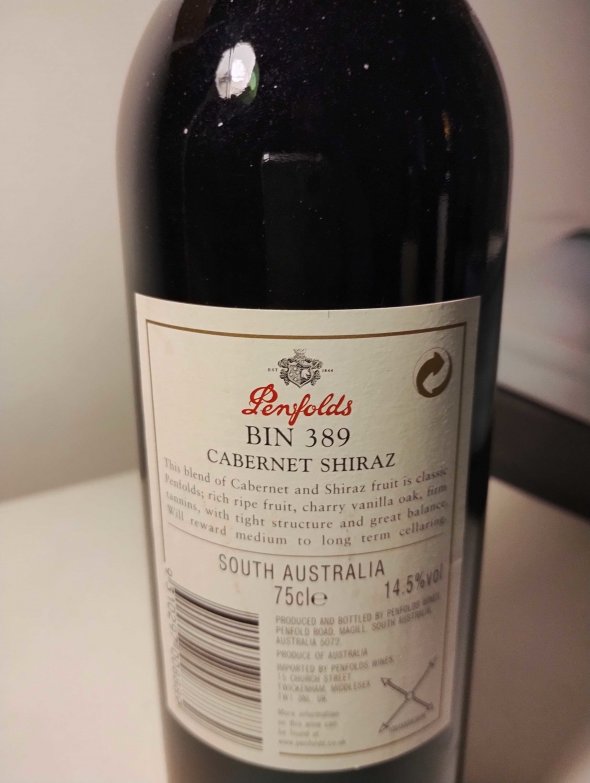 EST 1844
Penfolds
BIN 389
CABERNET SHIRAZ
This blend of Cabernet and Shiraz fruit is classic
Penfolds; rich ripe fruit, charry vanilla oak, firm
tannins, with tight structure and great balance.
Will reward medium to long term cellaring.
SOUTH AUSTRALIA
75cl e 14.5%vol
PRODUCED AND BOTTLED BY PENFOLDS WINES,
PENFOLD ROAD, MAGILL, SOUTH AUSTRALIA,
AUSTRALIA 5072.
PRODUCE OF AUSTRALIA
IMPORTED BY PENFOLDS WINES,
15 CHURCH STREET
TWICKENHAM, MIDDLESEX
TW1 3NL UK
More information
on this wine can
be found at
www.penfolds.co.uk